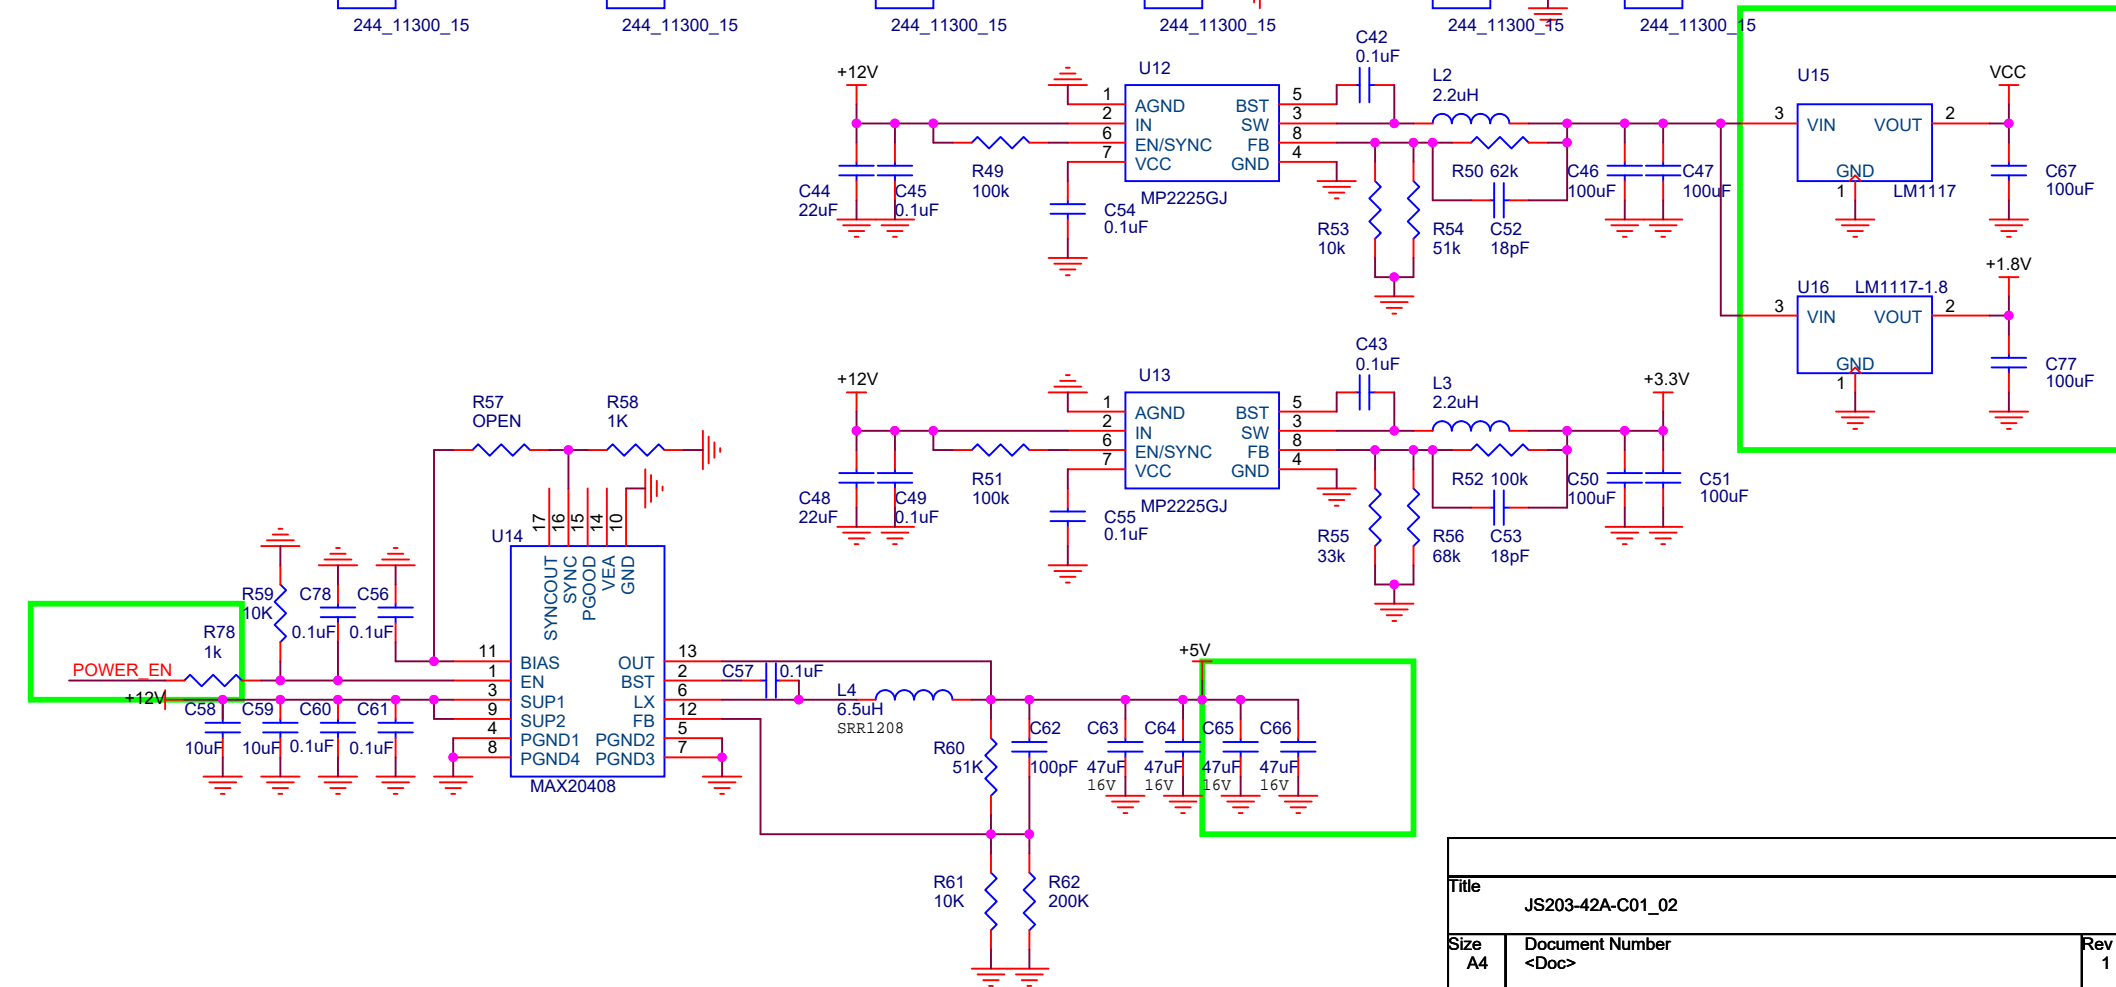 244_11300_15
244_11300_15
244_11300_15
244_11300_15
244_11300_15
244_11300_15
+12V
C44
22uF
C45
0.1uF
R49
100k
C54
0.1uF
U12
1
2
6
7
AGND
IN
EN/SYNC
VCC
BST
SW
FB
GND
5
3
8
4
MP2225GJ
C42
0.1uF
L2
2.2uH
R50 62k
R53
10k
R54
51k
C52
18pF
C46
100uF
C47
100uF
U15
3
VIN
VOUT
2
GND
1
LM1117
VCC
C67
100uF
U16
LM1117-1.8
3
VIN
VOUT
2
GND
1
+1.8V
C77
100uF
+12V
C48
22uF
C49
0.1uF
R51
100k
C55
0.1uF
U13
1
2
6
7
AGND
IN
EN/SYNC
VCC
BST
SW
FB
GND
5
3
8
4
MP2225GJ
C43
0.1uF
L3
2.2uH
R52 100k
R55
33k
R56
68k
C53
18pF
C50
100uF
+3.3V
C51
100uF
R57
OPEN
R58
1K
U14
17
16
15
14
10
SYNCOUT
SYNC
PGOOD
VEA
GND
R59
10K
C78
0.1uF
C56
0.1uF
R78
1k
POWER_EN
+12V
C58
10uF
C59
10uF
C60
0.1uF
C61
0.1uF
11
1
3
9
4
8
BIAS
EN
SUP1
SUP2
PGND1
PGND4
OUT
BST
LX
FB
PGND2
PGND3
13
2
6
12
5
7
MAX20408
C57
0.1uF
L4
6.5uH
SRR1208
R60
51K
C62
100pF
C63
47uF
16V
C64
47uF
16V
+5V
C65
47uF
16V
C66
47uF
16V
R61
10K
R62
200K
Title
JS203-42A-C01_02
Size
A4
Document Number
<Doc>
Rev
1